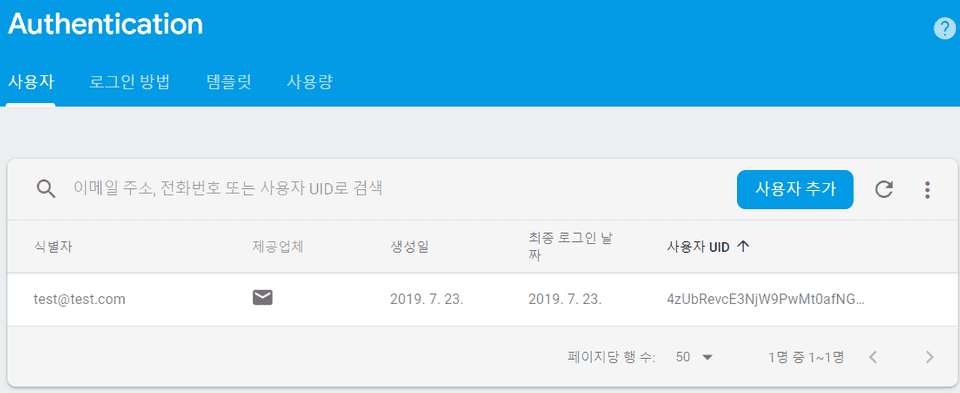 Authentication
사용자 로그인 방법 템플릿 사용량
이메일 주소, 전화번호 또는 사용자 UID로 검색 사용자 추가
식별자 제공업체 생성일 최종 로그인 날
짜 사용자 UID
test@test.com 2019. 7. 23. 2019. 7. 23. 4zUbRevcE3NjW9PwMt0afNG...
페이지당 행 수: 50 1명 중 1~1명